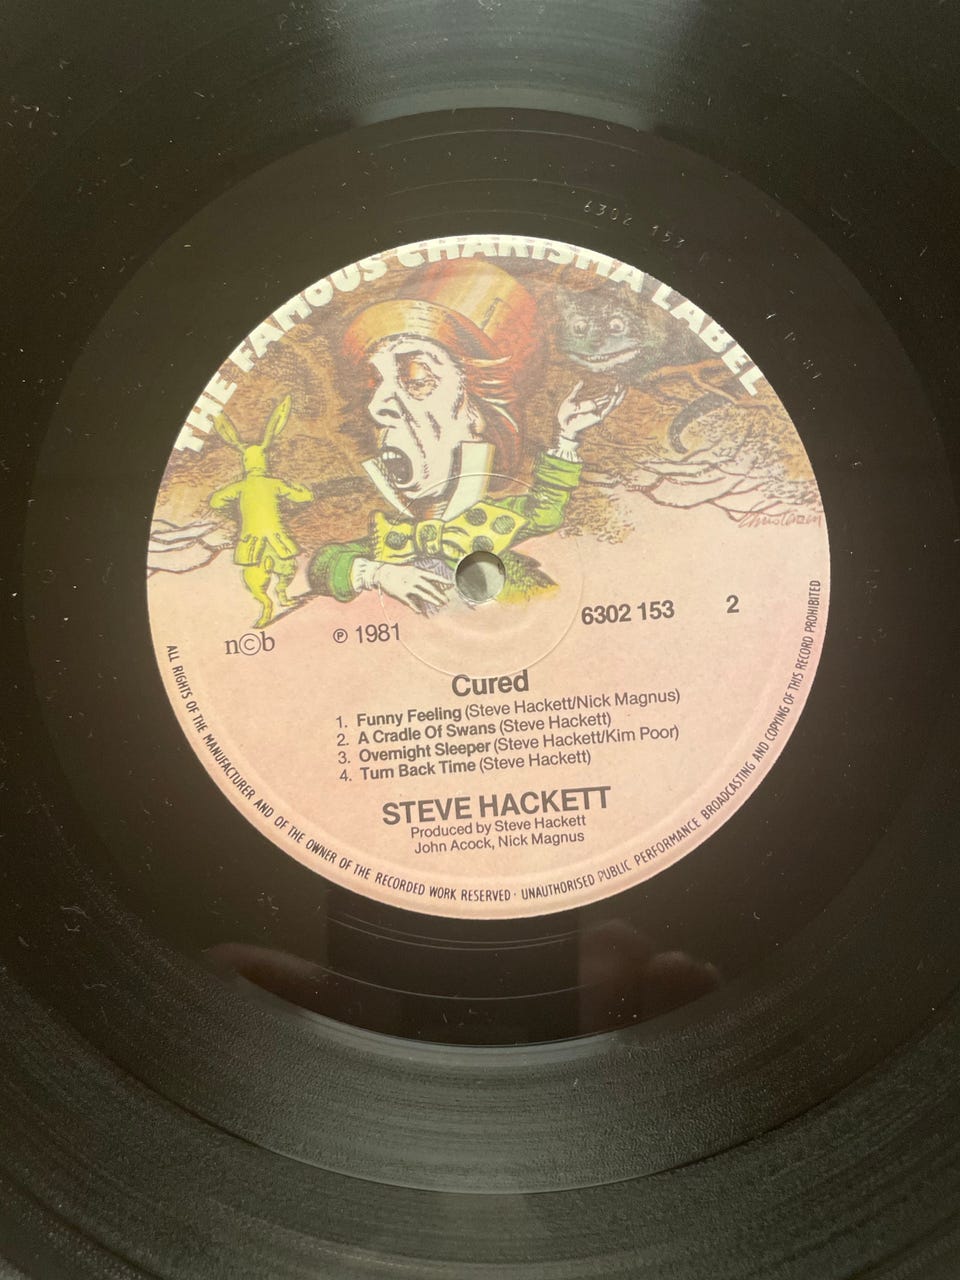 6302 153
THE FAMOUS CHARISMA LABEL
Christensen
n©b
℗ 1981
6302 153
2
Cured
1. Funny Feeling (Steve Hackett/Nick Magnus)
2. A Cradle Of Swans (Steve Hackett)
3. Overnight Sleeper (Steve Hackett/Kim Poor)
4. Turn Back Time (Steve Hackett)
STEVE HACKETT
Produced by Steve Hackett
John Acock, Nick Magnus
ALL RIGHTS OF THE MANUFACTURER AND OF THE OWNER OF THE RECORDED WORK RESERVED · UNAUTHORISED PUBLIC PERFORMANCE BROADCASTING AND COPYING OF THIS RECORD PROHIBITED